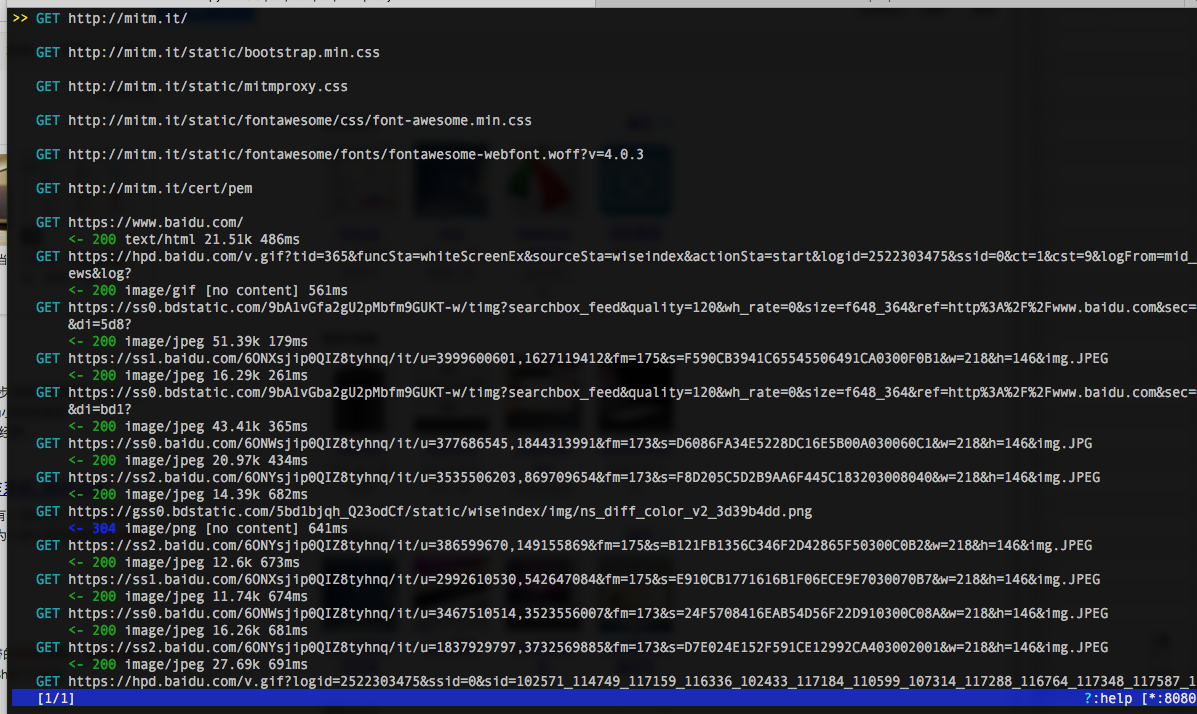 >> GET http://mitm.it/
GET http://mitm.it/static/bootstrap.min.css
GET http://mitm.it/static/mitmproxy.css
GET http://mitm.it/static/fontawesome/css/font-awesome.min.css
GET http://mitm.it/static/fontawesome/fonts/fontawesome-webfont.woff?v=4.0.3
GET http://mitm.it/cert/pem
GET https://www.baidu.com/
<- 200 text/html 21.51k 486ms
GET https://hpd.baidu.com/v.gif?tid=365&funcSta=whiteScreenEx&sourceSta=wiseindex&actionSta=start&logid=2522303475&ssid=0&ct=1&cst=9&logFrom=mid_
ews&log?
<- 200 image/gif [no content] 561ms
GET https://ss0.bdstatic.com/9bA1vGfa2gU2pMbfm9GUKT-w/timg?searchbox_feed&quality=120&wh_rate=0&size=f648_364&ref=http%3A%2F%2Fwww.baidu.com&sec=
&di=5d8?
<- 200 image/jpeg 51.39k 179ms
GET https://ss1.baidu.com/6ONXsjip0QIZ8tyhnq/it/u=3999600601,1627119412&fm=175&s=F590CB3941C65545506491CA0300F0B1&w=218&h=146&img.JPEG
<- 200 image/jpeg 16.29k 261ms
GET https://ss0.bdstatic.com/9bA1vGba2gU2pMbfm9GUKT-w/timg?searchbox_feed&quality=120&wh_rate=0&size=f648_364&ref=http%3A%2F%2Fwww.baidu.com&sec=
&di=bd1?
<- 200 image/jpeg 43.41k 365ms
GET https://ss0.baidu.com/6ONWsjip0QIZ8tyhnq/it/u=377686545,1844313991&fm=173&s=D6086FA34E5228DC16E5B00A030060C1&w=218&h=146&img.JPG
<- 200 image/jpeg 20.97k 434ms
GET https://ss2.baidu.com/6ONYsjip0QIZ8tyhnq/it/u=3535506203,869709654&fm=173&s=F8D205C5D2B9AA6F445C183203008040&w=218&h=146&img.JPEG
<- 200 image/jpeg 14.39k 682ms
GET https://gss0.bdstatic.com/5bd1bjqh_Q23odCf/static/wiseindex/img/ns_diff_color_v2_3d39b4dd.png
<- 304 image/png [no content] 641ms
GET https://ss2.baidu.com/6ONYsjip0QIZ8tyhnq/it/u=386599670,149155869&fm=175&s=B121FB1356C346F2D42865F50300C0B2&w=218&h=146&img.JPEG
<- 200 image/jpeg 12.6k 673ms
GET https://ss1.baidu.com/6ONXsjip0QIZ8tyhnq/it/u=2992610530,542647084&fm=175&s=E910CB1771616B1F06ECE9E7030070B7&w=218&h=146&img.JPEG
<- 200 image/jpeg 11.74k 674ms
GET https://ss0.baidu.com/6ONWsjip0QIZ8tyhnq/it/u=3467510514,3523556007&fm=173&s=24F5708416EAB54D56F22D910300C08A&w=218&h=146&img.JPEG
<- 200 image/jpeg 16.26k 681ms
GET https://ss2.baidu.com/6ONYsjip0QIZ8tyhnq/it/u=1837929797,3732569885&fm=173&s=D7E024E152F591CE12992CA403002001&w=218&h=146&img.JPEG
<- 200 image/jpeg 27.69k 691ms
GET https://hpd.baidu.com/v.gif?logid=2522303475&ssid=0&sid=102571_114749_117159_116336_102433_117184_110599_107314_117288_116764_117348_117587_1
[1/1] ?:help [*:8080